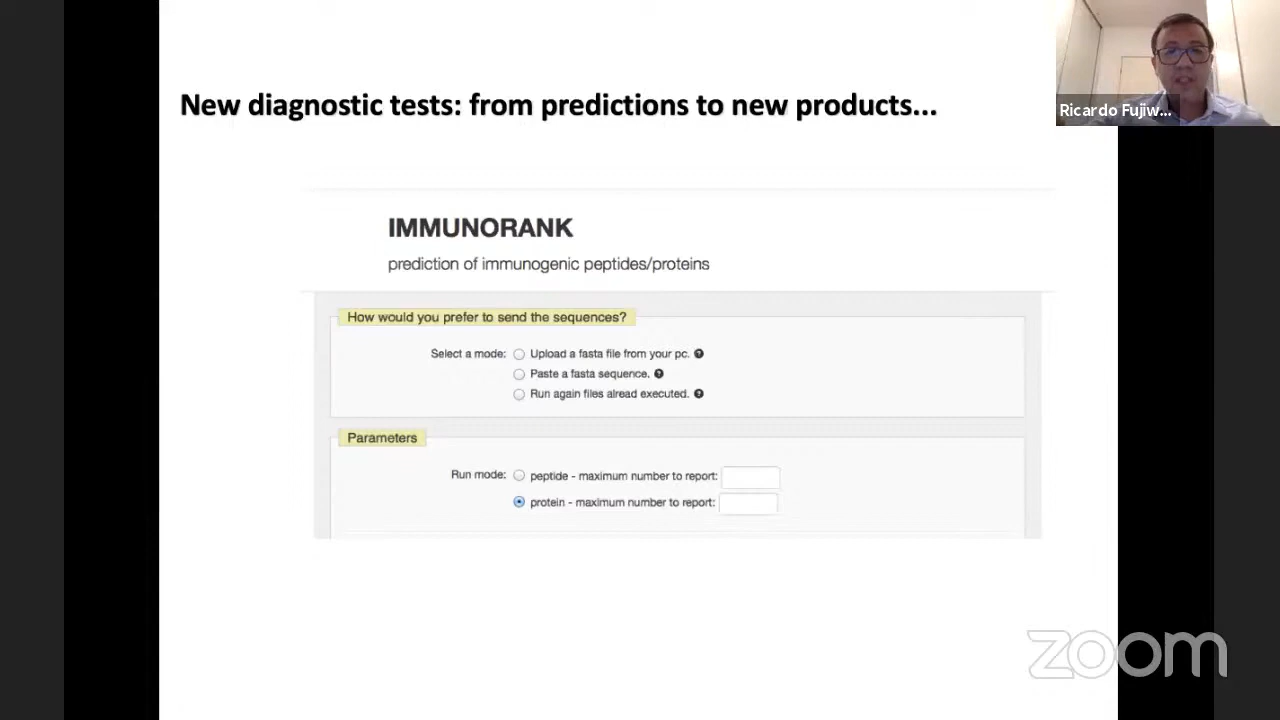 New diagnostic tests: from predictions to new products...
Ricardo Fujiw...
IMMUNORANK
prediction of immunogenic peptides/proteins
How would you prefer to send the sequences?
Select a mode: Upload a fasta file from your pc.
Paste a fasta sequence.
Run again files alread executed.
Parameters
Run mode: peptide - maximum number to report:
protein - maximum number to report:
zoom